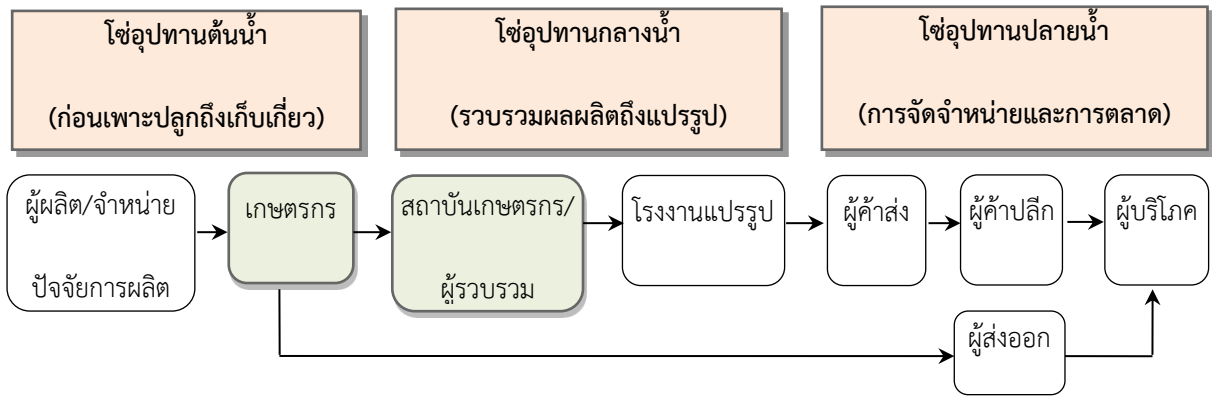 โซ่อุปทานต้นน้ำ
(ก่อนเพาะปลูกถึงเก็บเกี่ยว)
โซ่อุปทานกลางน้ำ
(รวบรวมผลผลิตถึงแปรรูป)
โซ่อุปทานปลายน้ำ
(การจัดจำหน่ายและการตลาด)
ผู้ผลิต/จำหน่าย
ปัจจัยการผลิต
เกษตรกร
สถาบันเกษตรกร/
ผู้รวบรวม
โรงงานแปรรูป
ผู้ค้าส่ง
ผู้ค้าปลีก
ผู้บริโภค
ผู้ส่งออก